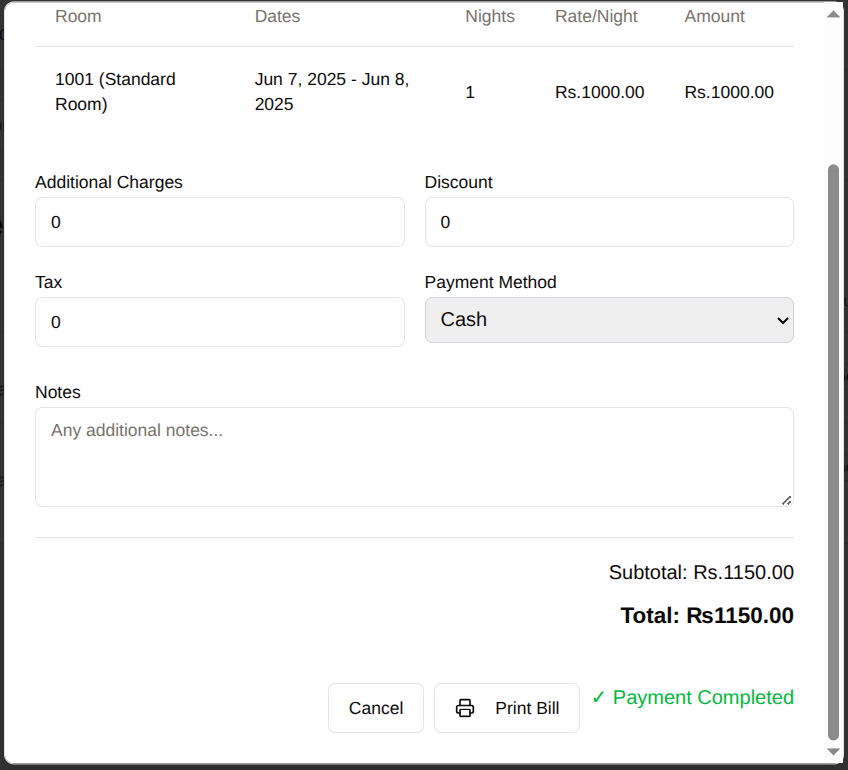 Room Dates Nights Rate/Night Amount
1001 (Standard Room) Jun 7, 2025 - Jun 8, 2025 1 Rs.1000.00 Rs.1000.00
Additional Charges Discount
0 0
Tax Payment Method
0 Cash
Notes
Any additional notes...
Subtotal: Rs.1150.00
Total: Rs1150.00
Cancel Print Bill ✓ Payment Completed